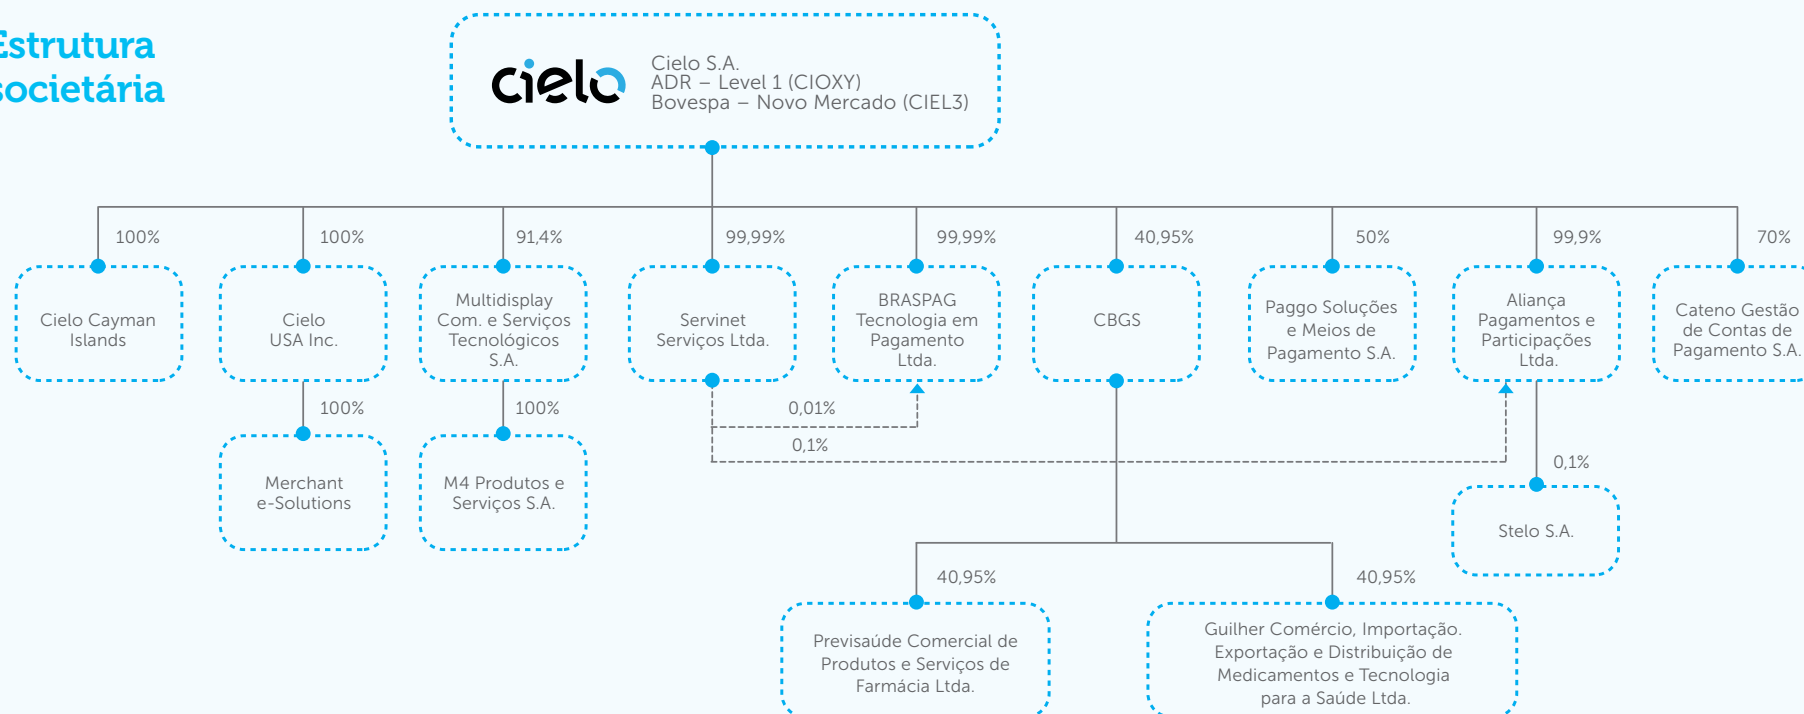 Estrutura
societária
cielo
Cielo S.A.
ADR – Level 1 (CIOXY)
Bovespa – Novo Mercado (CIEL3)
100%
100%
91,4%
99,99%
99,99%
40,95%
50%
99,9%
70%
Cielo Cayman
Islands
Cielo
USA Inc.
Multidisplay
Com. e Serviços
Tecnológicos
S.A.
Servinet
Serviços Ltda.
BRASPAG
Tecnologia em
Pagamento
Ltda.
CBGS
Paggo Soluções
e Meios de
Pagamento S.A.
Aliança
Pagamentos e
Participações
Ltda.
Cateno Gestão
de Contas de
Pagamento S.A.
100%
100%
0,01%
0,1%
0,1%
Merchant
e-Solutions
M4 Produtos e
Serviços S.A.
Stelo S.A.
40,95%
40,95%
Previsaúde Comercial de
Produtos e Serviços de
Farmácia Ltda.
Guilher Comércio, Importação.
Exportação e Distribuição de
Medicamentos e Tecnologia
para a Saúde Ltda.